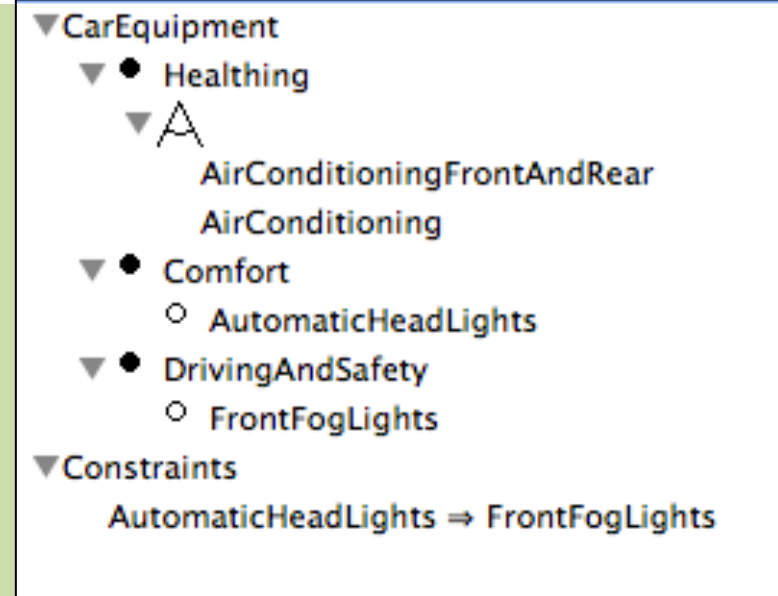 CarEquipment
Healthing
AirConditioningFrontAndRear
AirConditioning
Comfort
AutomaticHeadLights
DrivingAndSafety
FrontFogLights
Constraints
AutomaticHeadLights ⇒ FrontFogLights